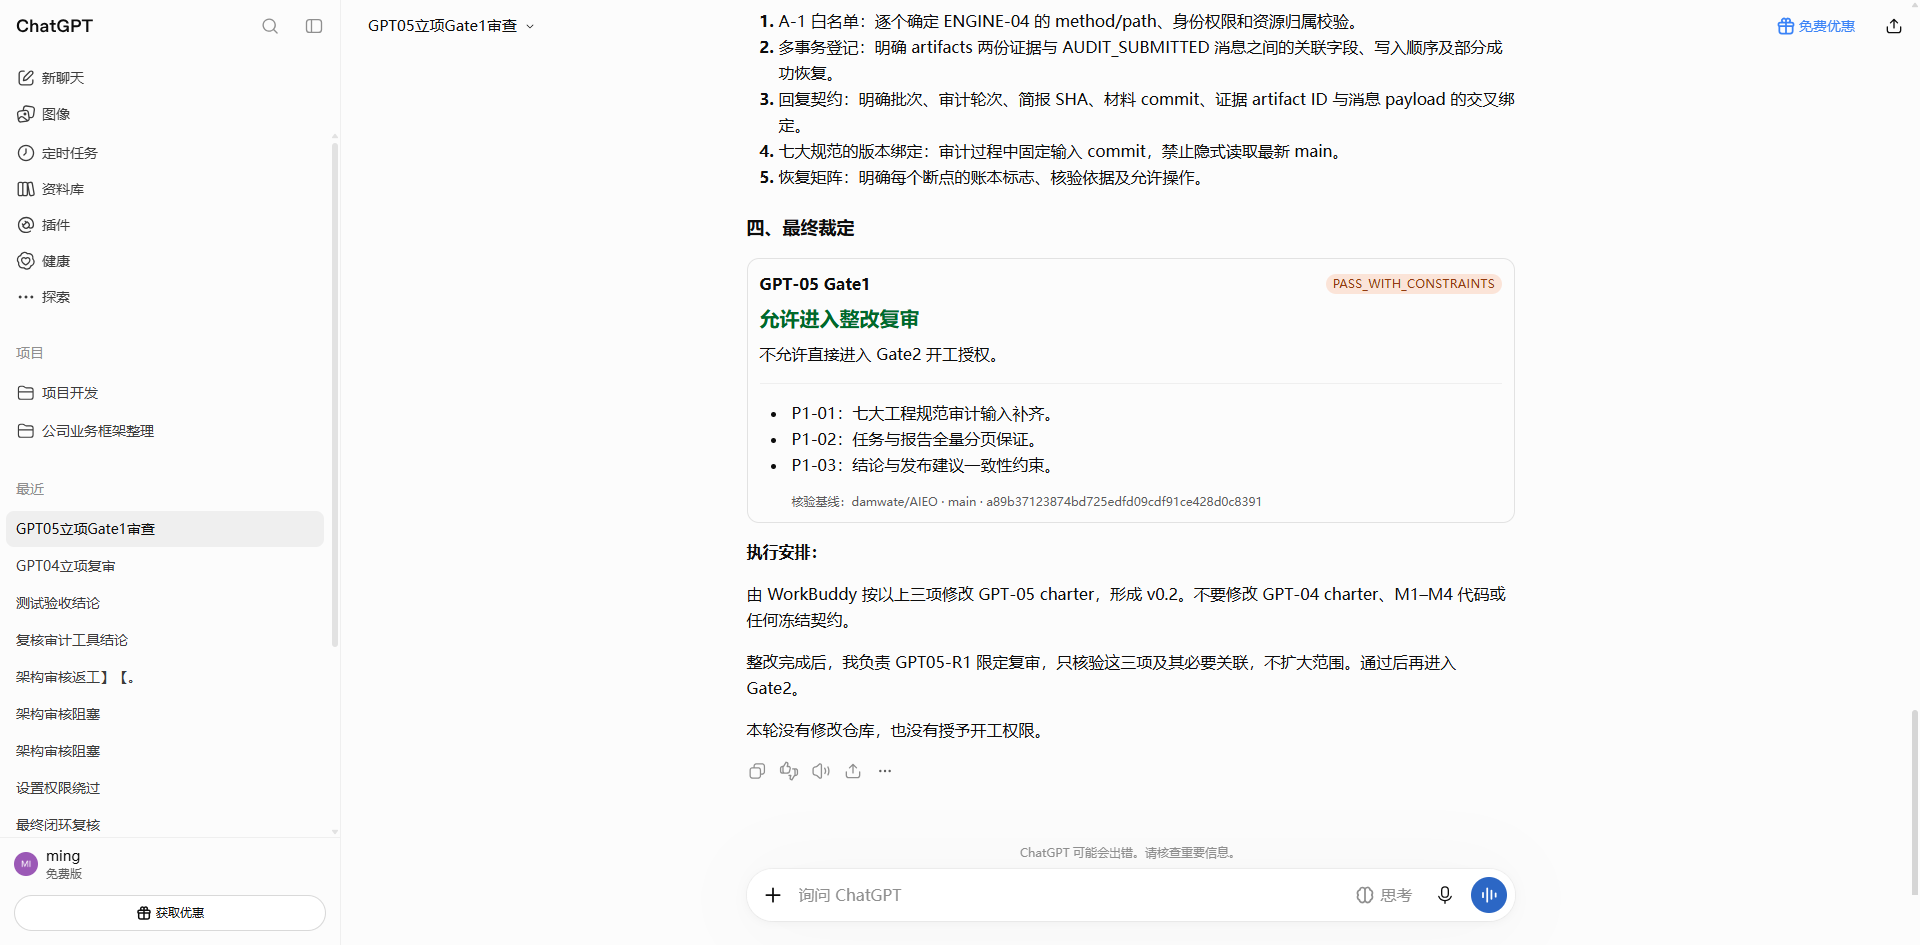 ChatGPT
新聊天
图像
定时任务
资料库
插件
健康
探索
项目
项目开发
公司业务框架整理
最近
GPT05立项Gate1审查
GPT04立项复审
测试验收结论
复核审计工具结论
架构审核返工】【。
架构审核阻塞
架构审核阻塞
设置权限绕过
最终闭环复核
MI
ming
免费版
获取优惠
GPT05立项Gate1审查
免费优惠
1. A-1 白名单：逐个确定 ENGINE-04 的 method/path、身份权限和资源归属校验。
2. 多事务登记：明确 artifacts 两份证据与 AUDIT_SUBMITTED 消息之间的关联字段、写入顺序及部分成
功恢复。
3. 回复契约：明确批次、审计轮次、简报 SHA、材料 commit、证据 artifact ID 与消息 payload 的交叉绑
定。
4. 七大规范的版本绑定：审计过程中固定输入 commit，禁止隐式读取最新 main。
5. 恢复矩阵：明确每个断点的账本标志、核验依据及允许操作。
四、最终裁定
GPT-05 Gate1
PASS_WITH_CONSTRAINTS
允许进入整改复审
不允许直接进入 Gate2 开工授权。
• P1-01：七大工程规范审计输入补齐。
• P1-02：任务与报告全量分页保证。
• P1-03：结论与发布建议一致性约束。
核验基线：damwate/AIEO · main · a89b37123874bd725edfd09cdf91ce428d0c8391
执行安排：
由 WorkBuddy 按以上三项修改 GPT-05 charter，形成 v0.2。不要修改 GPT-04 charter、M1–M4 代码或
任何冻结契约。
整改完成后，我负责 GPT05-R1 限定复审，只核验这三项及其必要关联，不扩大范围。通过后再进入
Gate2。
本轮没有修改仓库，也没有授予开工权限。
ChatGPT 可能会出错。请核查重要信息。
询问 ChatGPT
思考